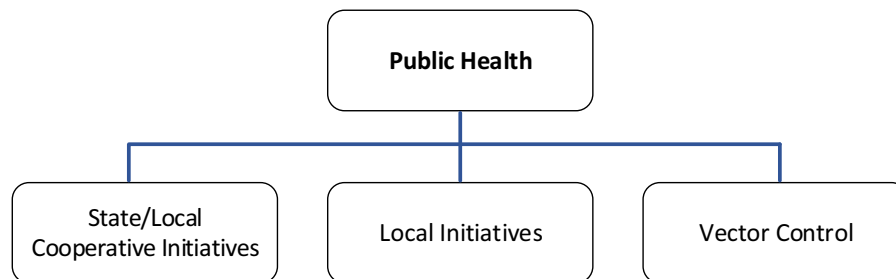 Public Health
State/Local
Cooperative Initiatives
Local Initiatives
Vector Control